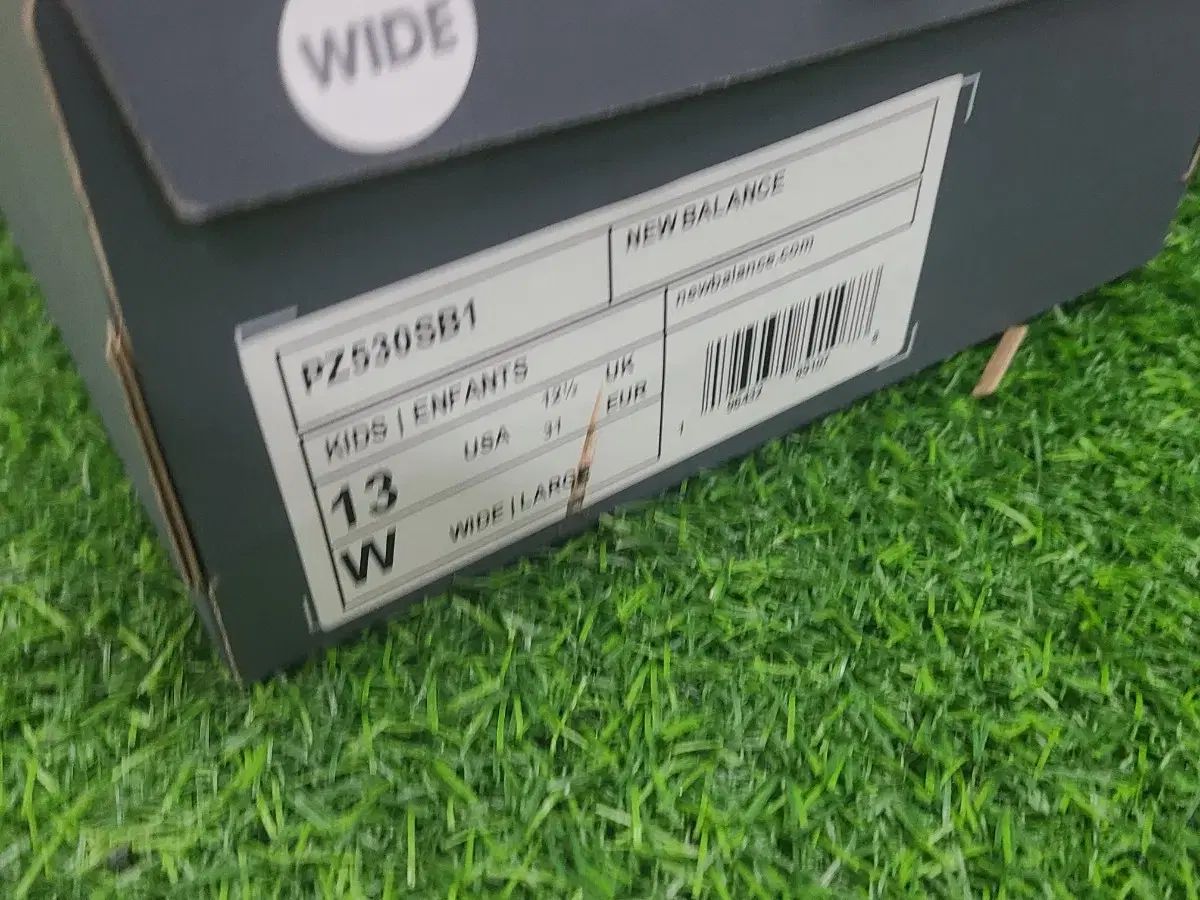 WIDE
NEW BALANCE
PZ530SB1
newbalance.com
KIDS | ENFANTS
13 USA 12½ UK
31 EUR
W WIDE | LARGE